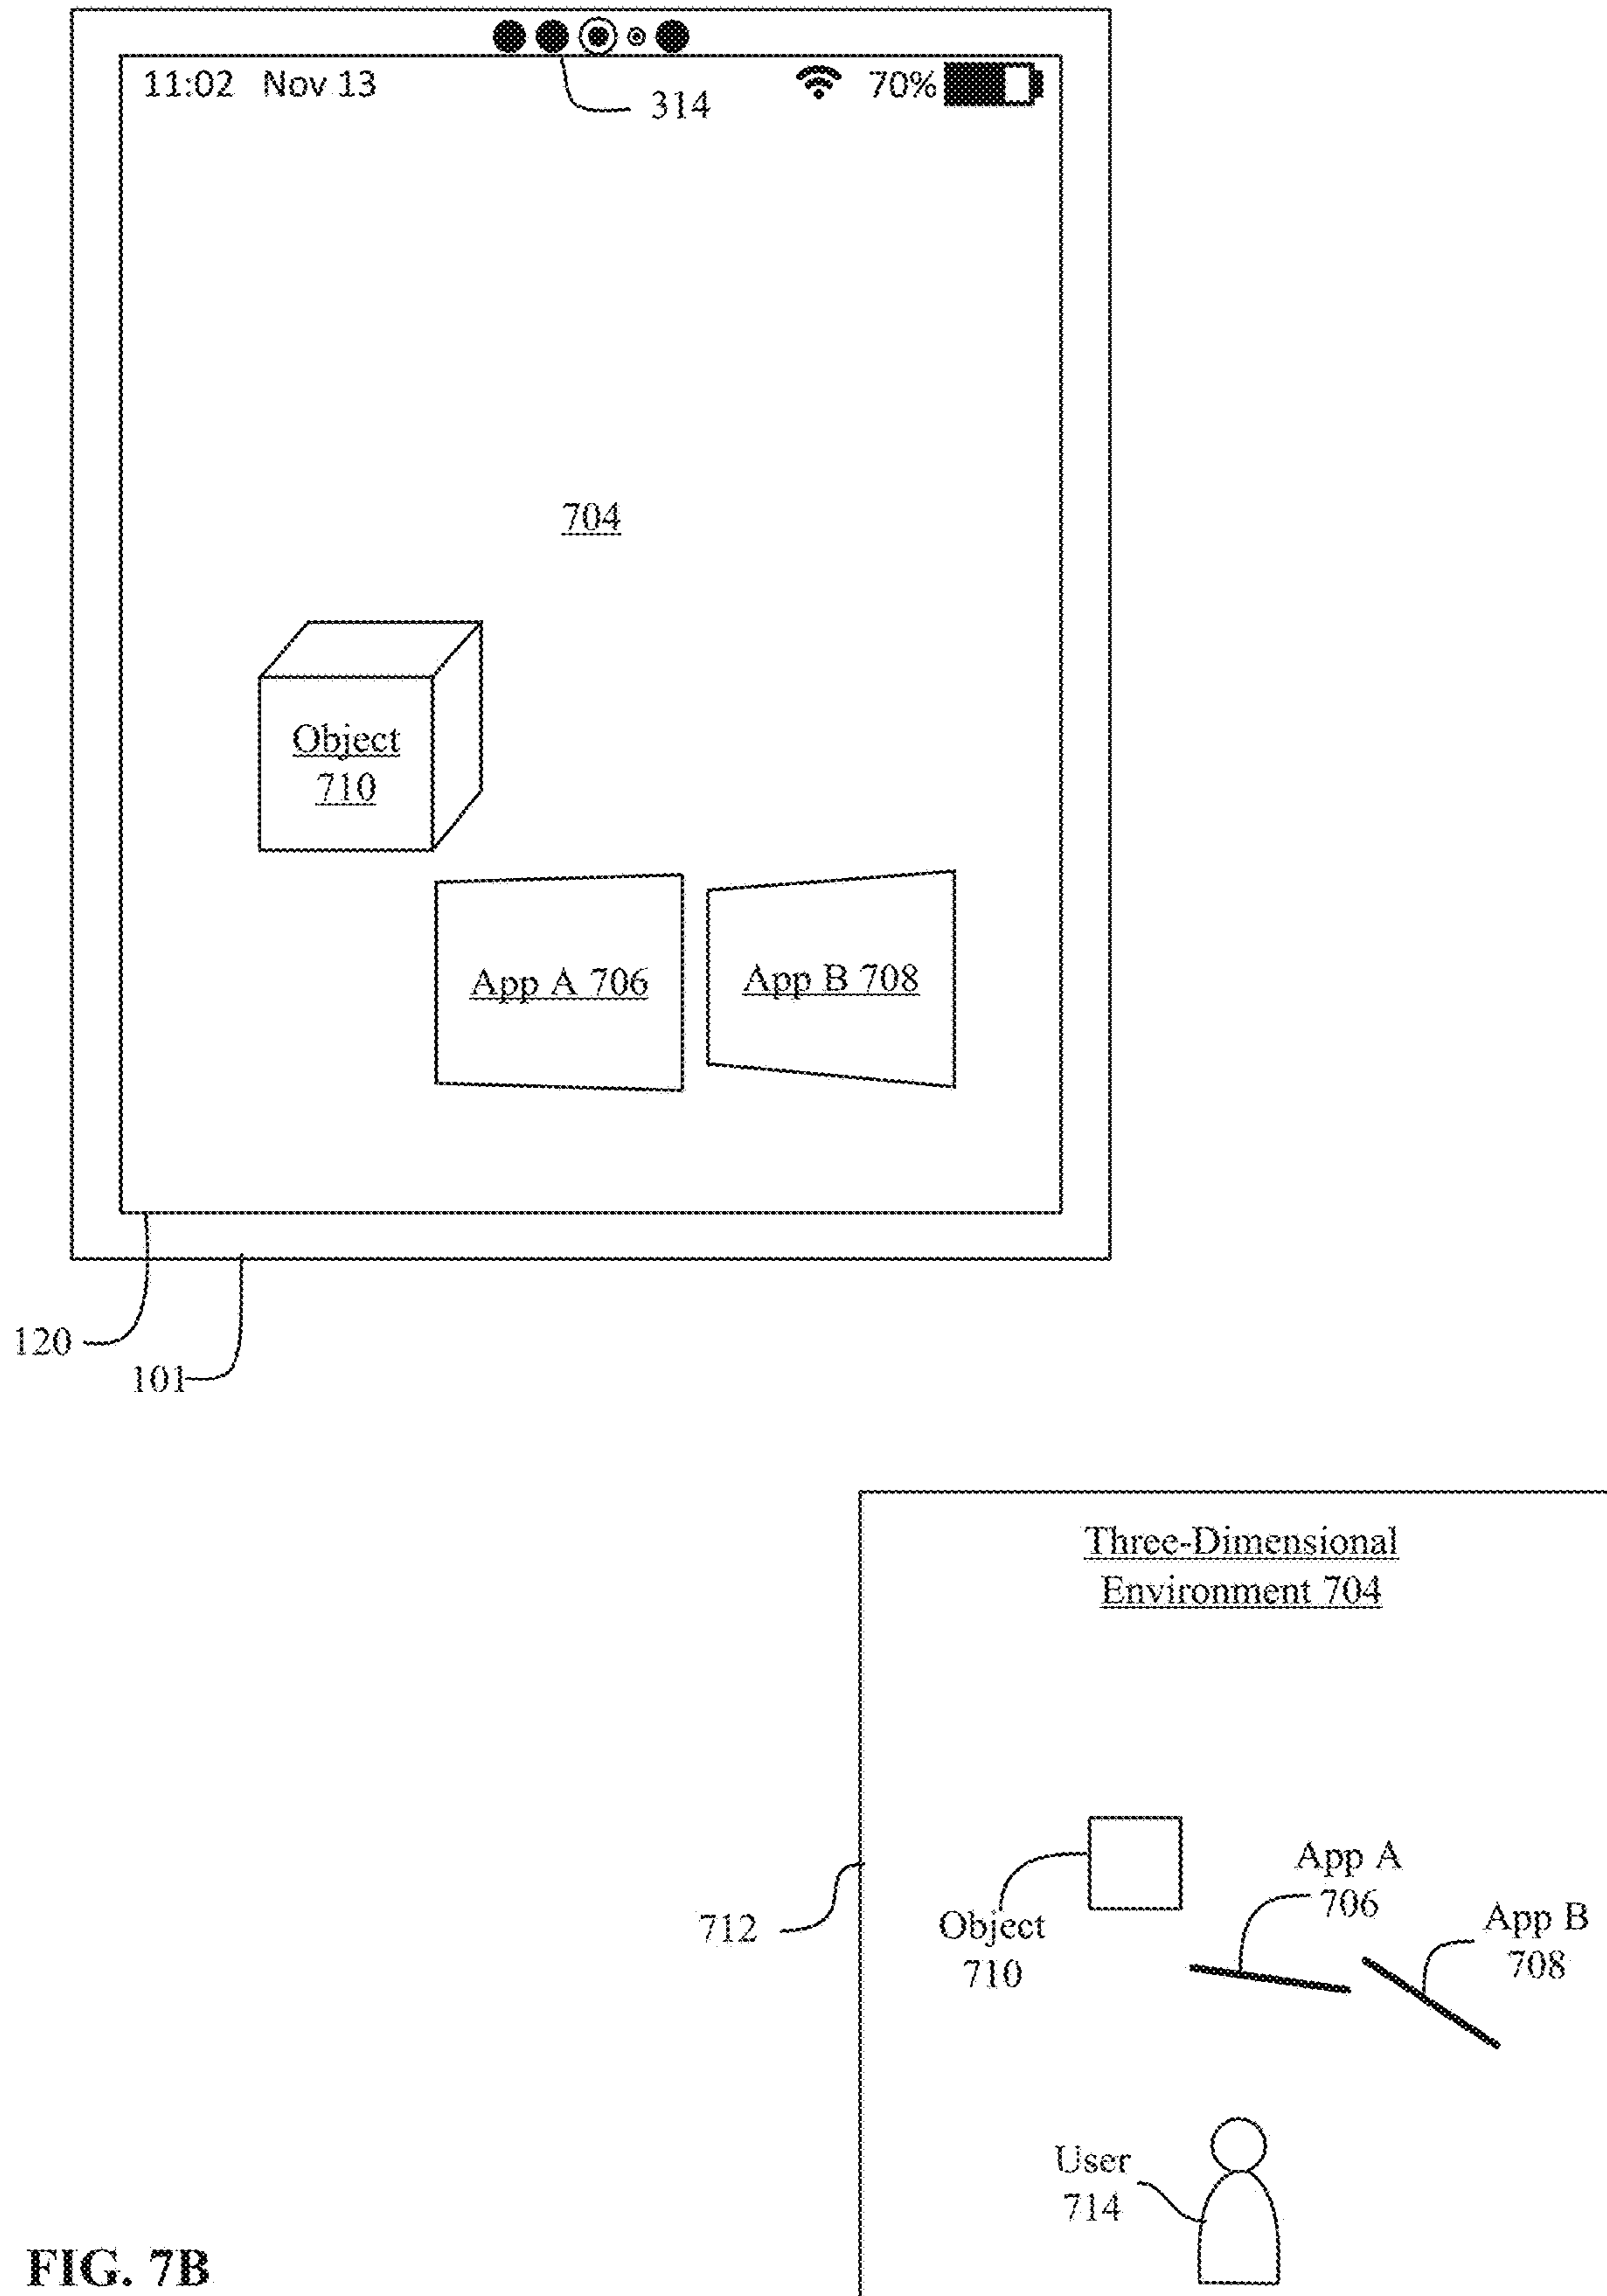 11:02 Nov 13 70%
314
704
Object
710
App A 706
App B 708
120
101
Three-Dimensional
Environment 704
App A
706
App B
708
Object
710
712
User
714
FIG. 7B